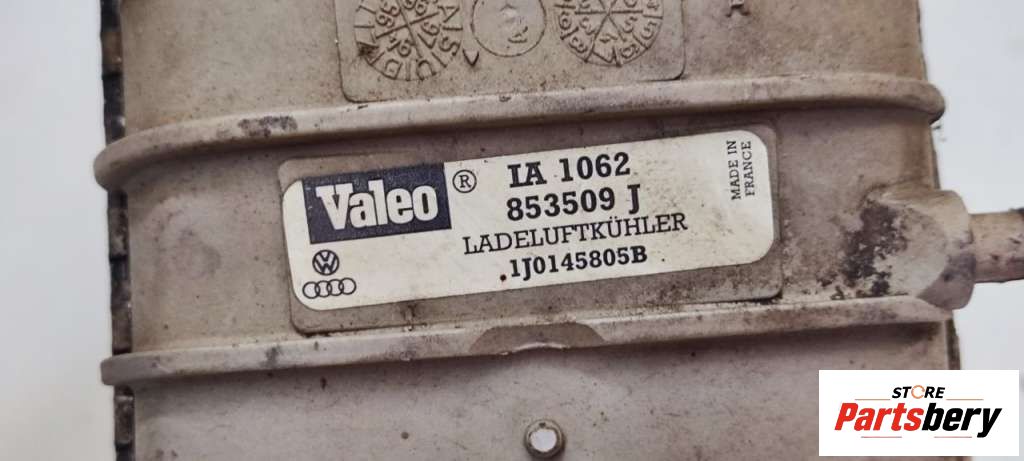 Valeo ®
IA 1062
853509 J
LADELUFTKÜHLER
1J0145805B
MADE IN
FRANCE
STORE
Partsbery